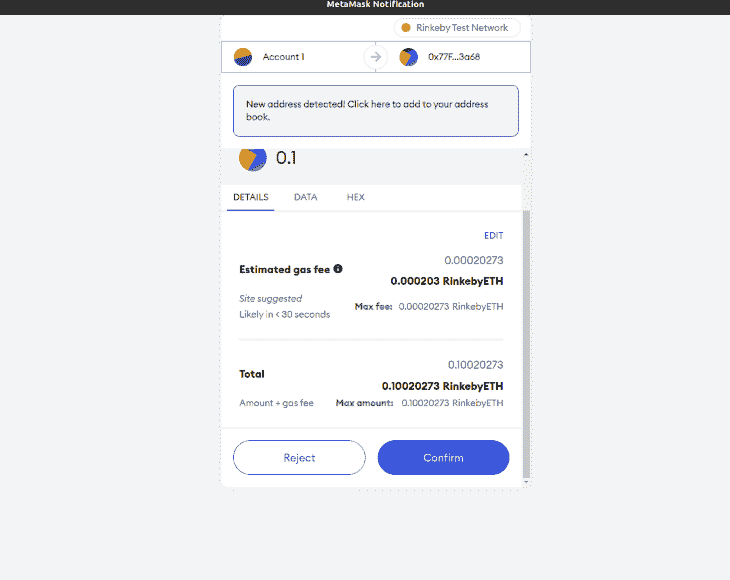 MetaMask Notification
Rinkeby Test Network
Account 1
0x77F...3a68
New address detected! Click here to add to your address
book.
0.1
DETAILS
DATA
HEX
EDIT
0.00020273
Estimated gas fee
0.000203 RinkebyETH
Site suggested
Max fee: 0.00020273 RinkebyETH
Likely in < 30 seconds
0.10020273
Total
0.10020273 RinkebyETH
Amount + gas fee
Max amount: 0.10020273 RinkebyETH
Reject
Confirm